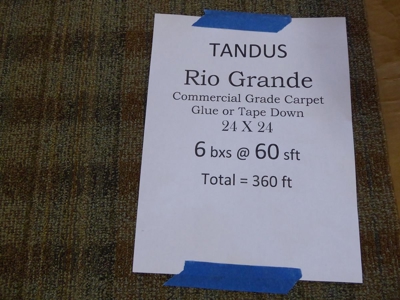 TANDUS
Rio Grande
Commercial Grade Carpet
Glue or Tape Down
24 X 24
6 bxs @ 60 sft
Total = 360 ft